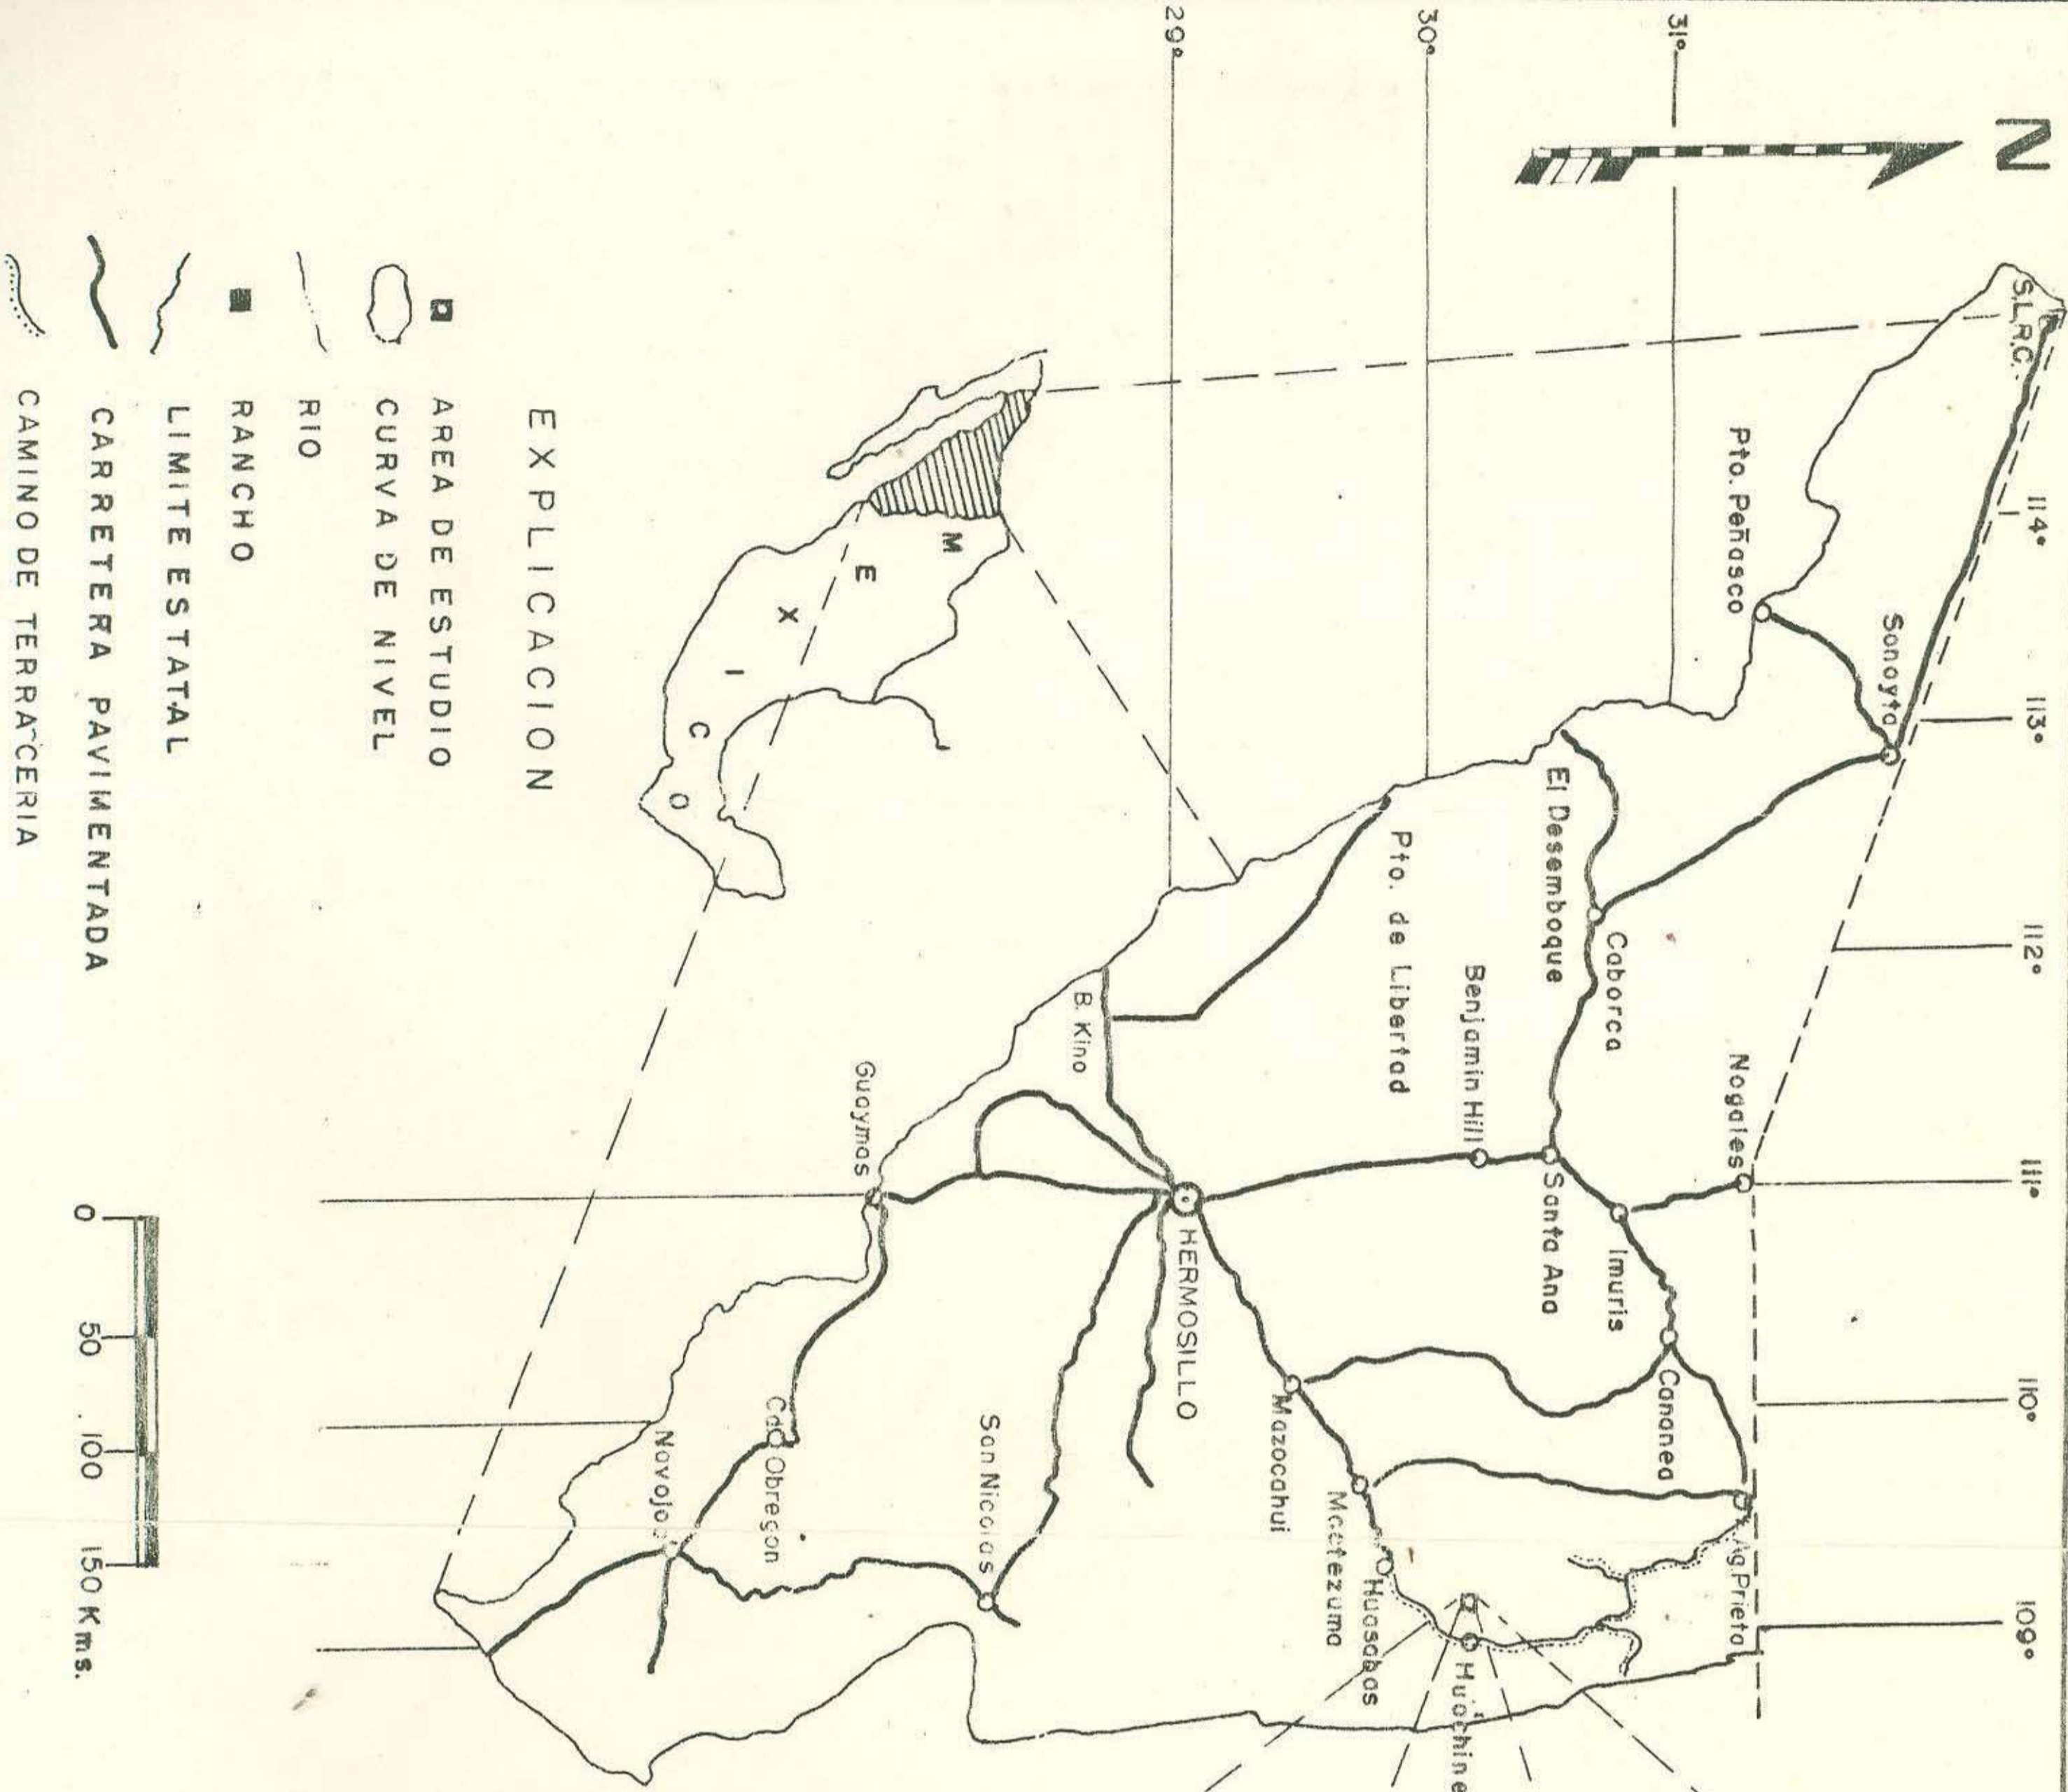 N
114°
113°
112°
111°
110°
109°
31°
30°
29°
S.L.R.C.
Sonoyta
Pto. Peñasco
Nogales
Ag. Prieta
Cananea
Imuris
Caborca
El Desemboque
Santa Ana
Benjamin Hill
Pto. de Libertad
Huachine
Huasabas
Moctezuma
Mazocahui
HERMOSILLO
B. Kino
San Nicolas
Guaymas
Cd. Obregon
Navojoa
M E X I C O
EXPLICACION
AREA DE ESTUDIO
CURVA DE NIVEL
RIO
RANCHO
LIMITE ESTATAL
CARRETERA PAVIMENTADA
CAMINO DE TERRACERIA
0 50 100 150 Kms.